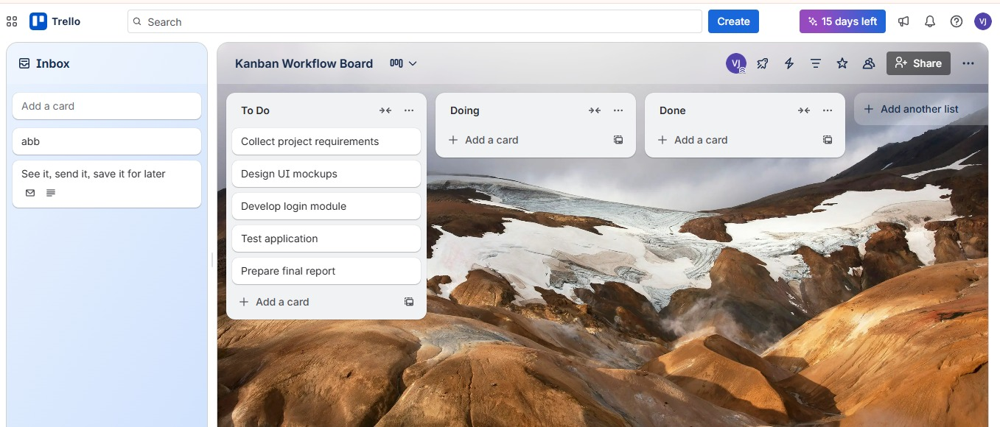 Trello
Search
Create
15 days left
VJ
Inbox
Add a card
abb
See it, send it, save it for later
Kanban Workflow Board
VJ
Share
To Do
Collect project requirements
Design UI mockups
Develop login module
Test application
Prepare final report
Add a card
Doing
Add a card
Done
Add a card
Add another list